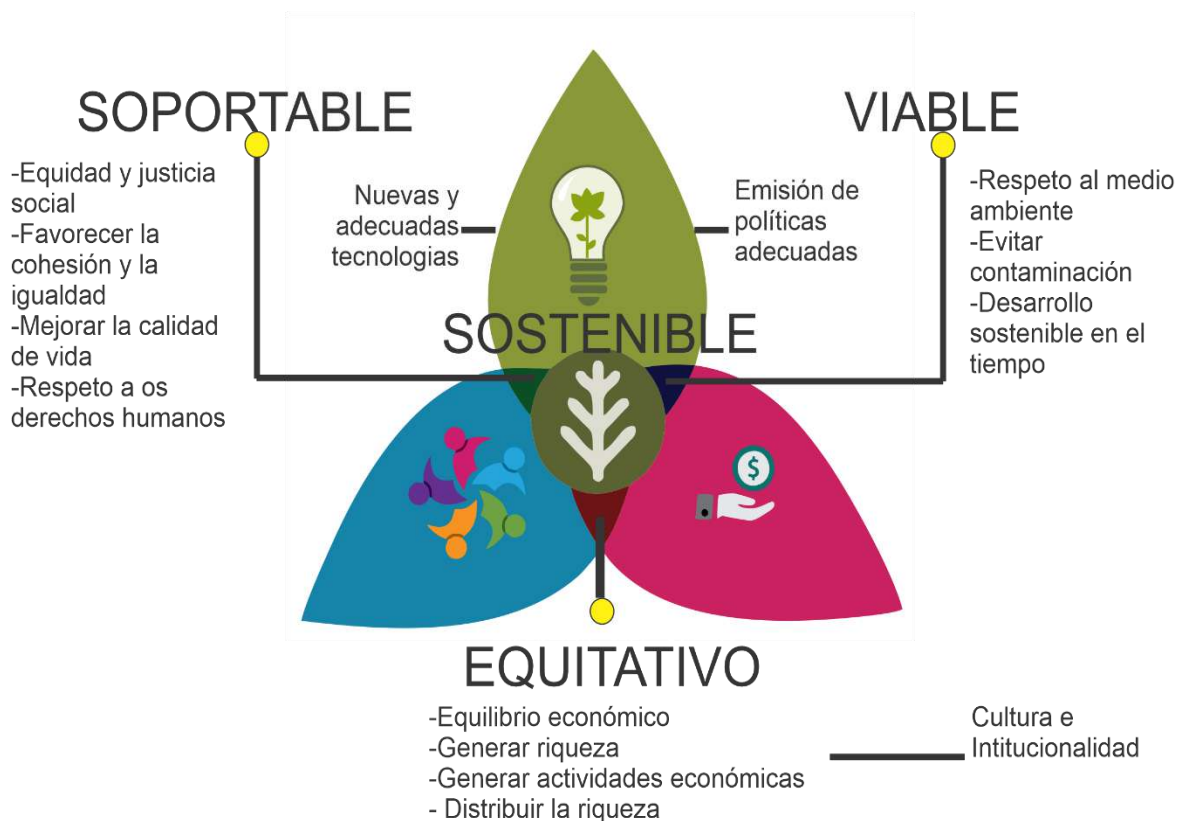 SOPORTABLE
-Equidad y justicia
social
-Favorecer la
cohesión y la
igualdad
-Mejorar la calidad
de vida
-Respeto a os
derechos humanos
Nuevas y
adecuadas
tecnologias
Emisión de
políticas
adecuadas
VIABLE
-Respeto al medio
ambiente
-Evitar
contaminación
-Desarrollo
sostenible en el
tiempo
SOSTENIBLE
$
EQUITATIVO
-Equilibrio económico
-Generar riqueza
-Generar actividades económicas
- Distribuir la riqueza
Cultura e
Intitucionalidad